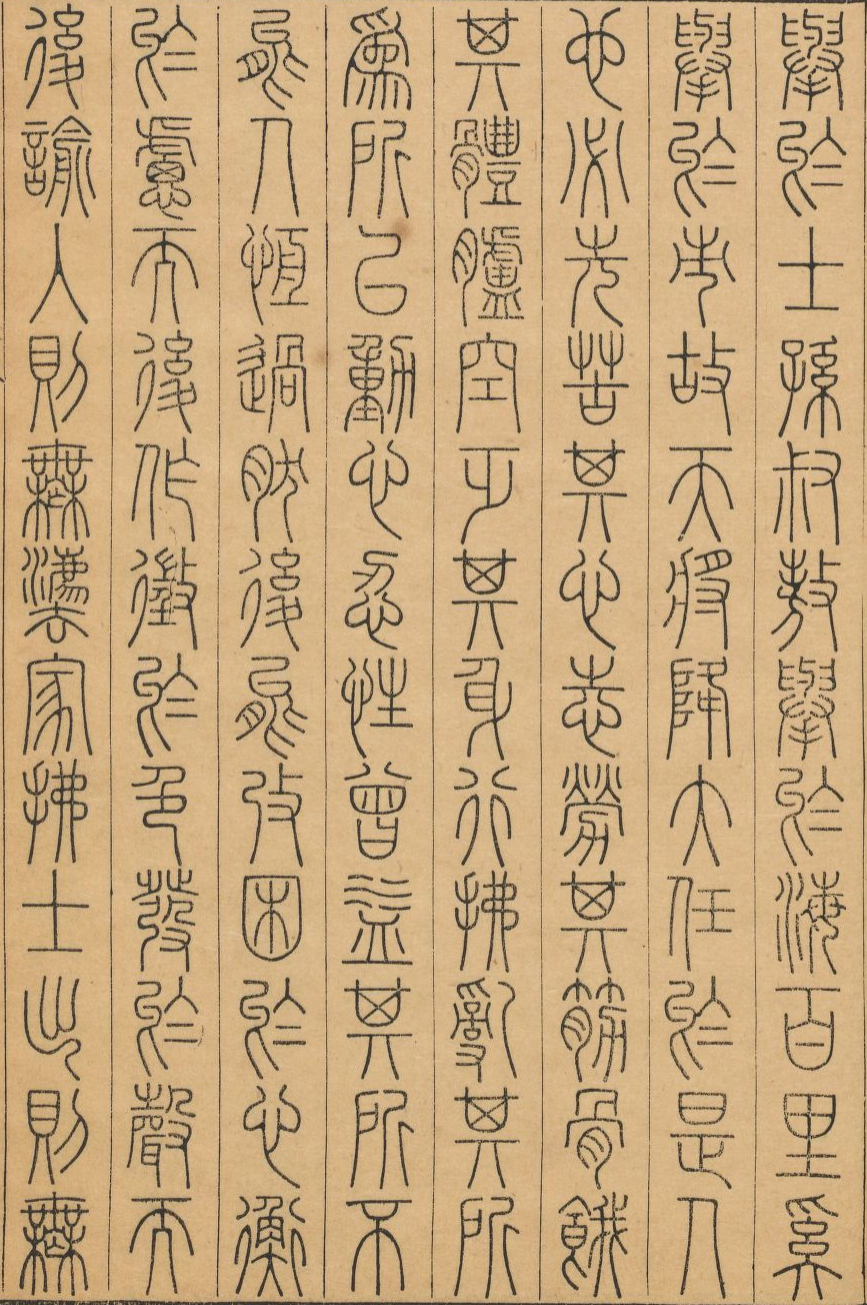 舉於士孫叔敖舉於海百里奚
舉於市故天將降大任於是人
也必先苦其心志勞其筋骨餓
其體臚空乏其身行拂亂其所
爲所以動心忍性曾益其所不
能人恆過肰後能改困於心衡
於慮而後作徵於色發於聲而
後諭入則無灋家拂士出則無